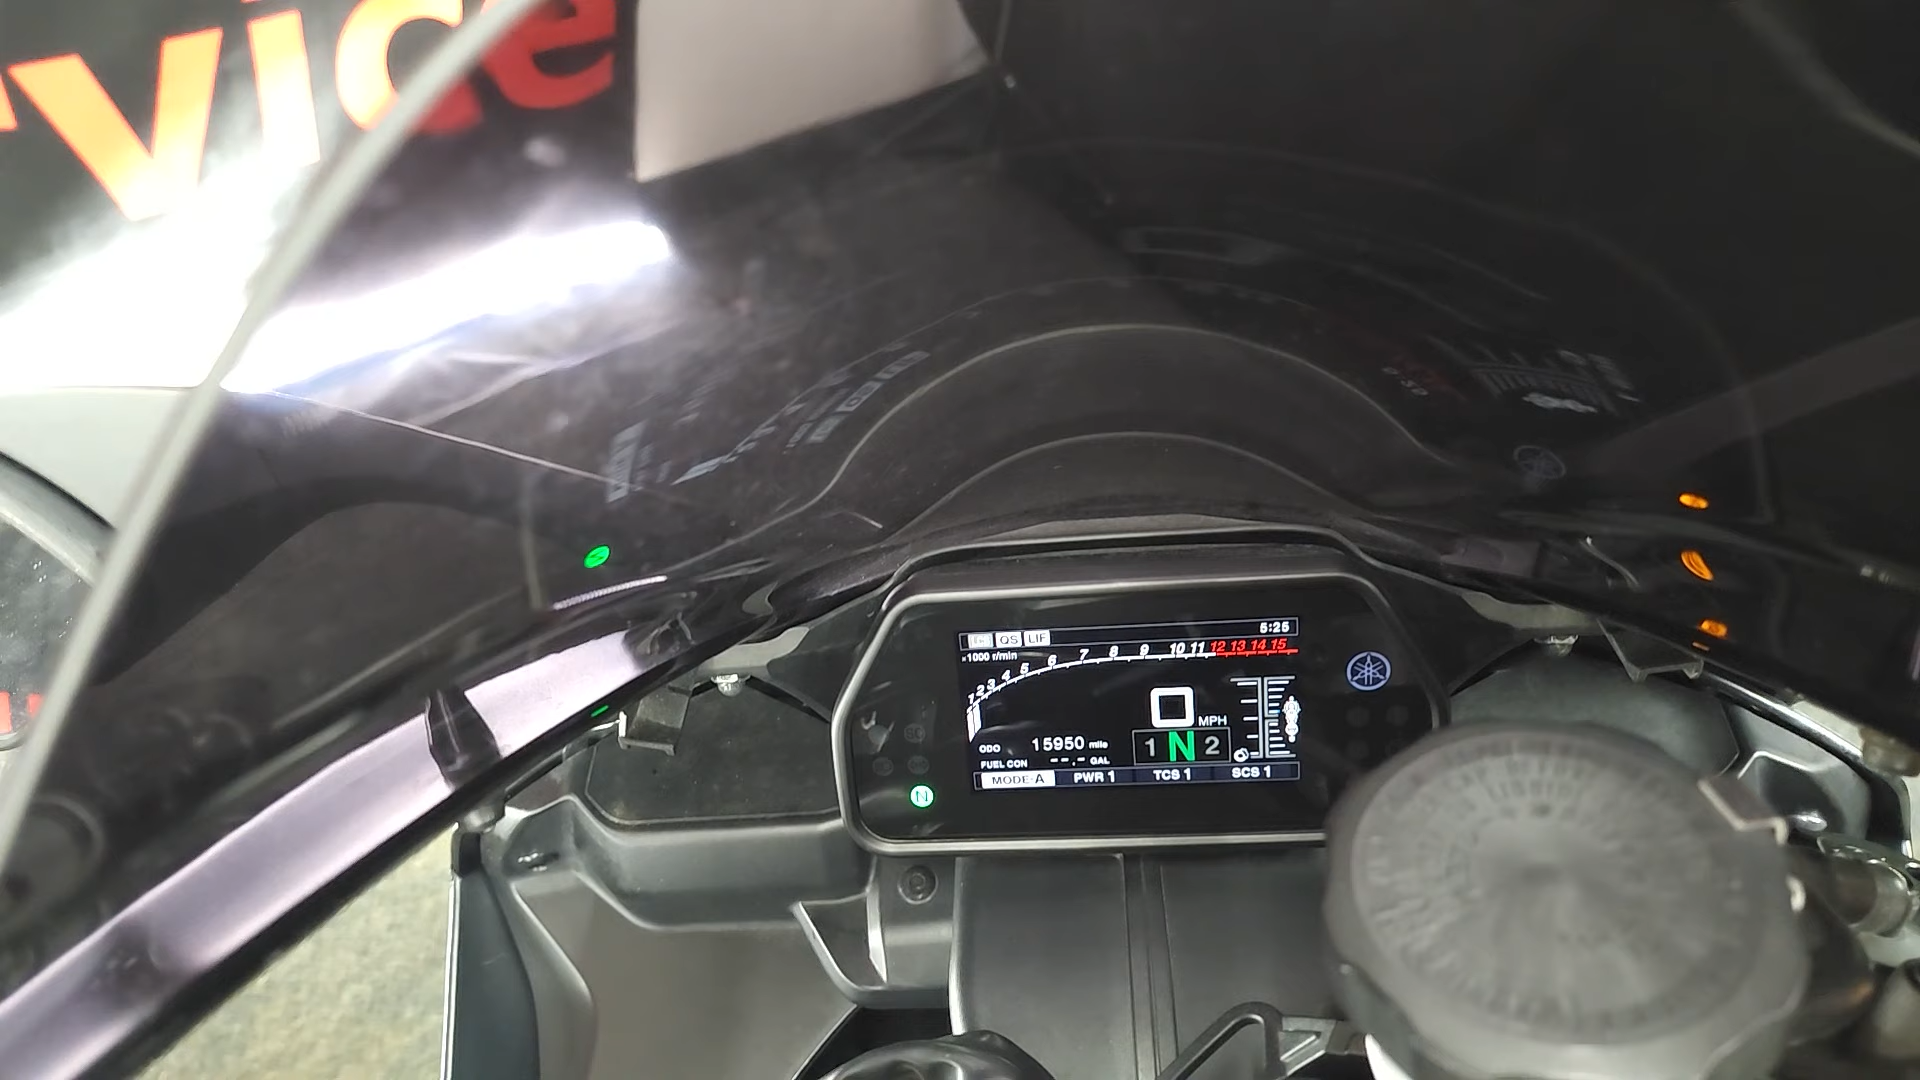 vice
QS LIF 5:25
×1000 r/min
1 2 3 4 5 6 7 8 9 10 11 12 13 14 15
0 MPH
ODO 15950 mile
1 N 2
FUEL CON --.- GAL
MODE-A PWR 1 TCS 1 SCS 1
N